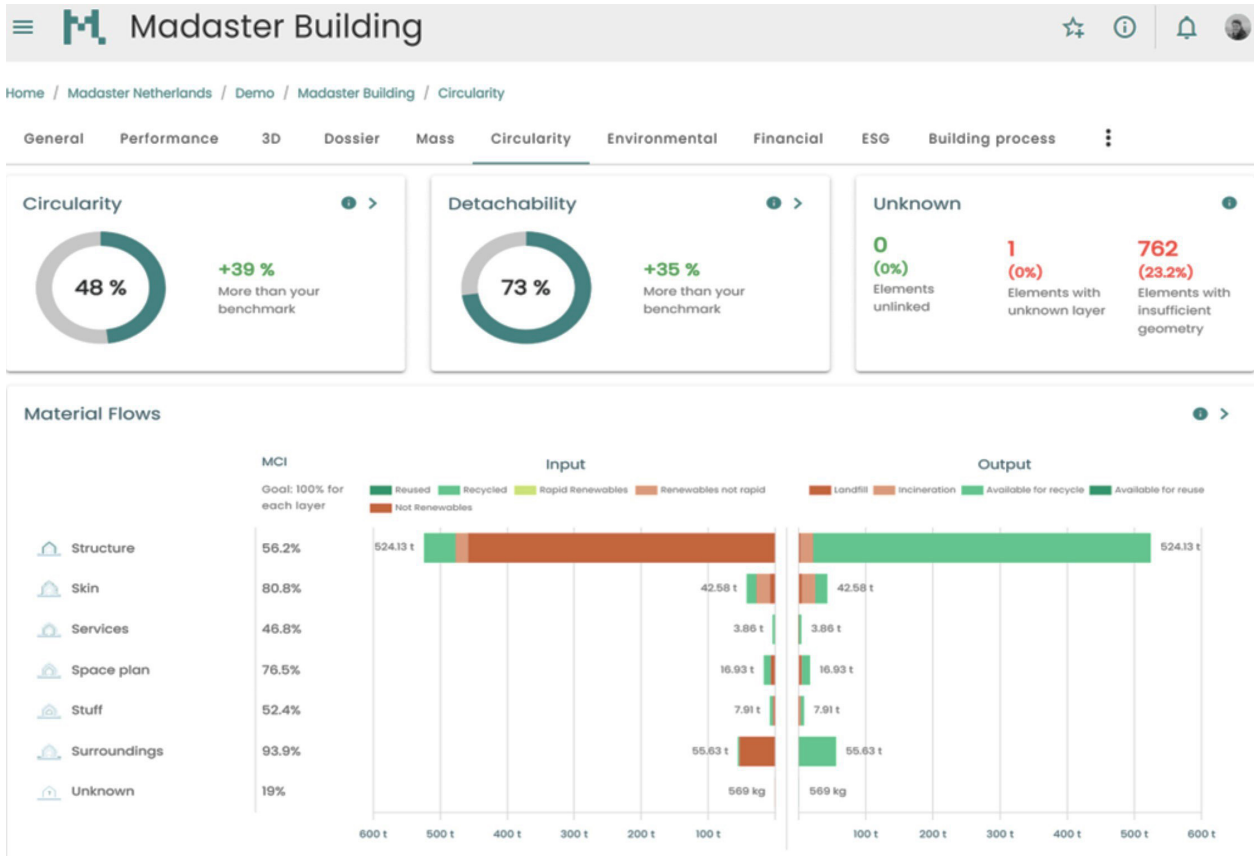 Madaster Building
Home / Madaster Netherlands / Demo / Madaster Building / Circularity
General Performance 3D Dossier Mass Circularity Environmental Financial ESG Building process
Circularity
48 %
+39 %
More than your
benchmark
Detachability
73 %
+35 %
More than your
benchmark
Unknown
0
(0%)
Elements
unlinked
1
(0%)
Elements with
unknown layer
762
(23.2%)
Elements with
insufficient
geometry
Material Flows
MCI
Goal: 100% for
each layer
Input
Reused Recycled Rapid Renewables Renewables not rapid
Not Renewables
Output
Landfill Incineration Available for recycle Available for reuse
Structure 56.2% 524.13 t 524.13 t
Skin 80.8% 42.58 t 42.58 t
Services 46.8% 3.86 t 3.86 t
Space plan 76.5% 16.93 t 16.93 t
Stuff 52.4% 7.91 t 7.91 t
Surroundings 93.9% 55.63 t 55.63 t
Unknown 19% 569 kg 569 kg
600 t 500 t 400 t 300 t 200 t 100 t 100 t 200 t 300 t 400 t 500 t 600 t